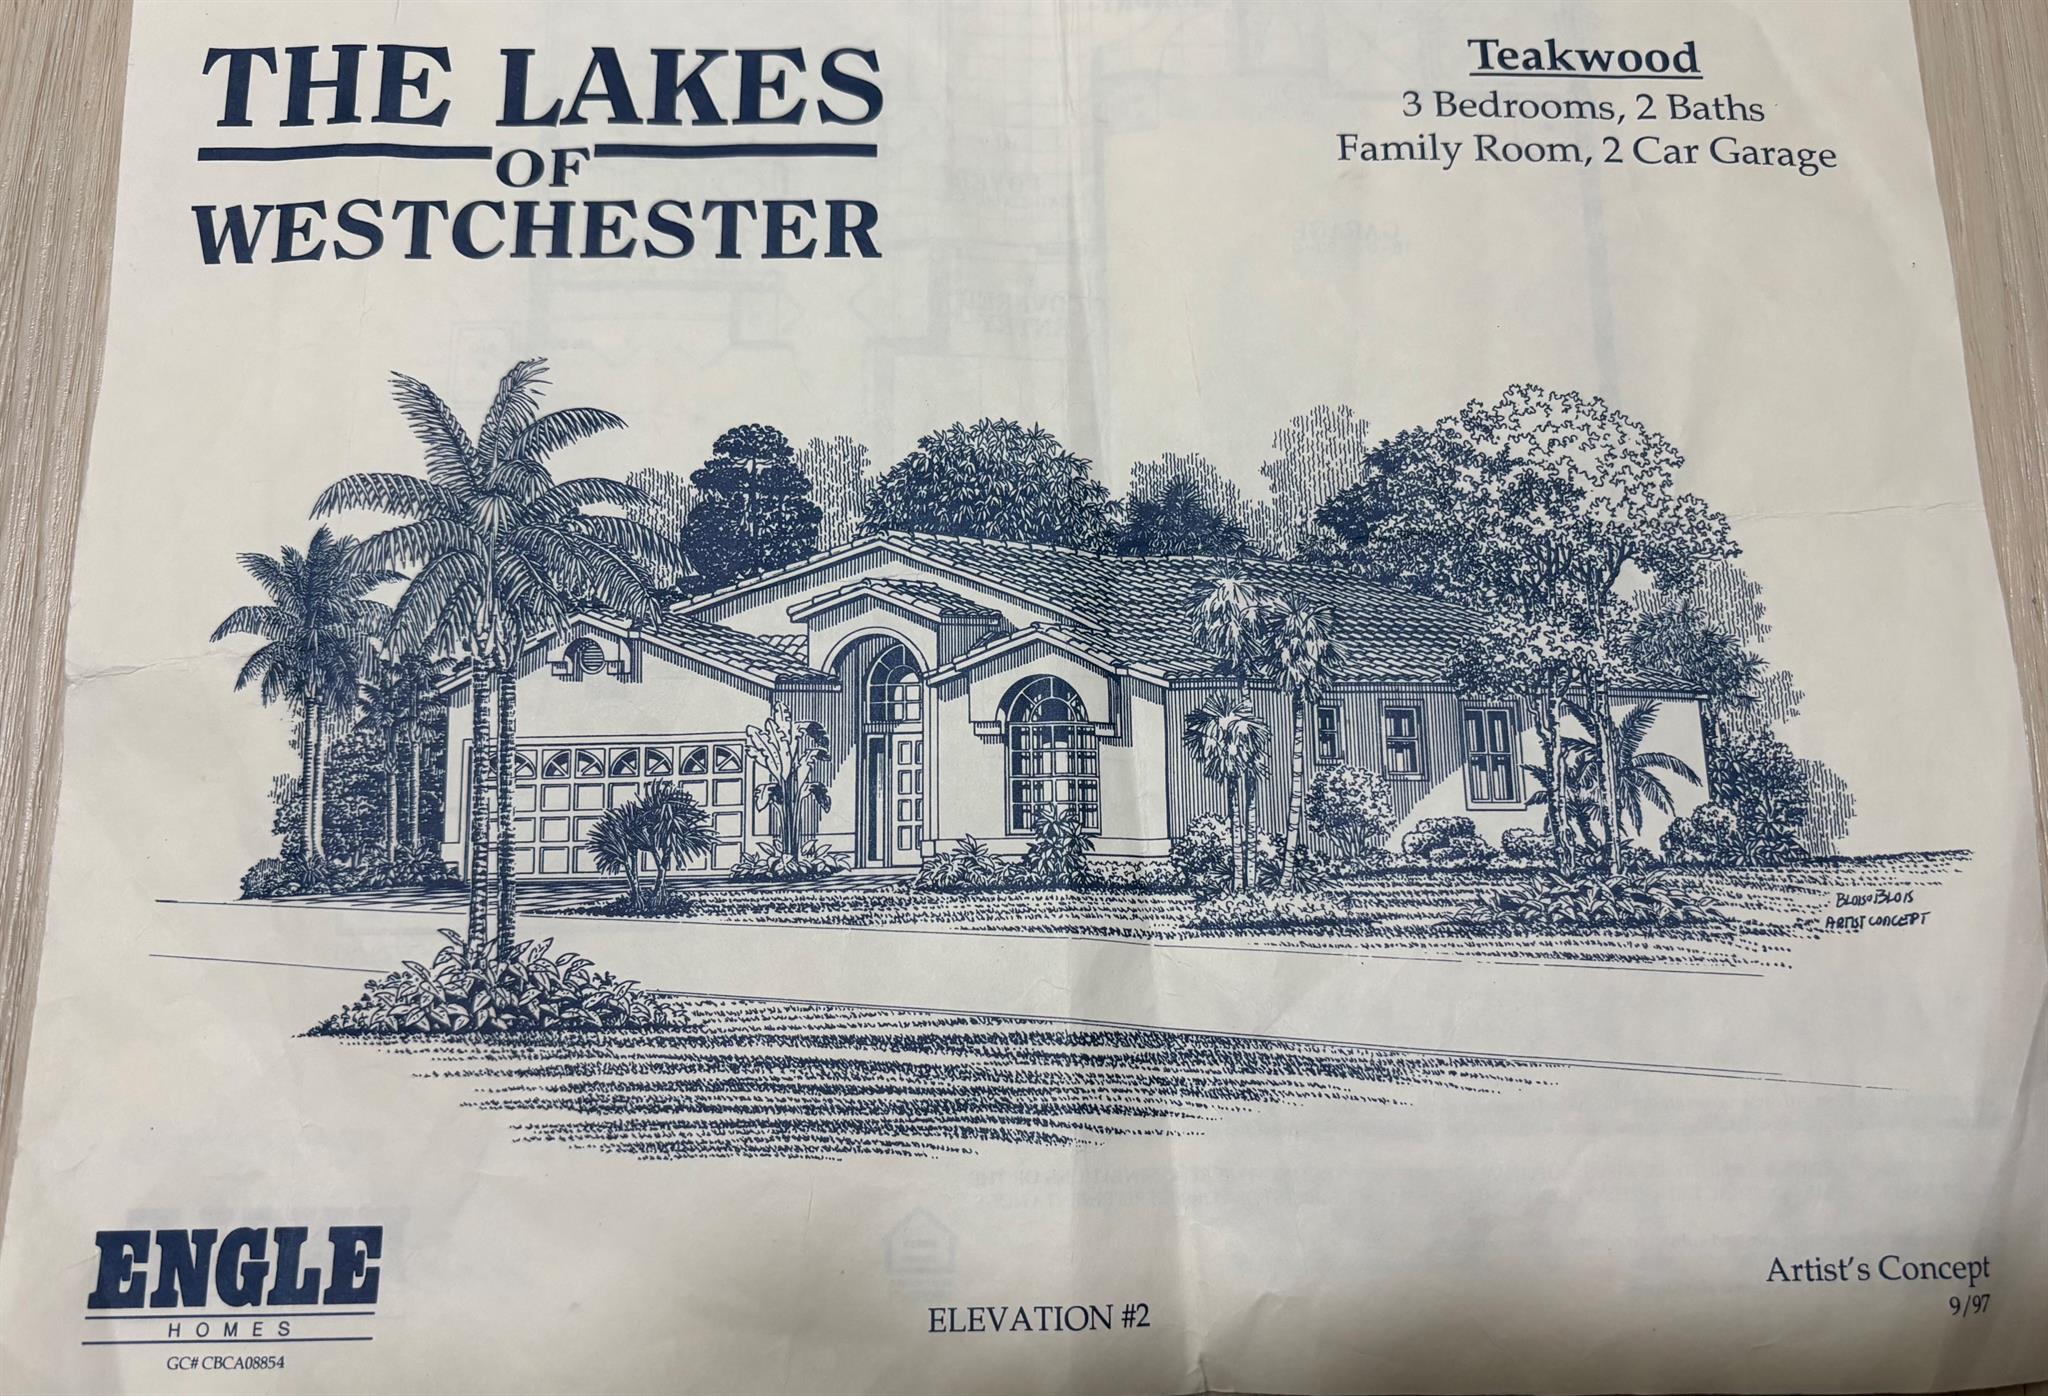 THE LAKES
OF
WESTCHESTER
Teakwood
3 Bedrooms, 2 Baths
Family Room, 2 Car Garage
ARTIST CONCEPT
ENGLE
HOMES
GC# CBCA08854
ELEVATION #2
Artist's Concept
9/97